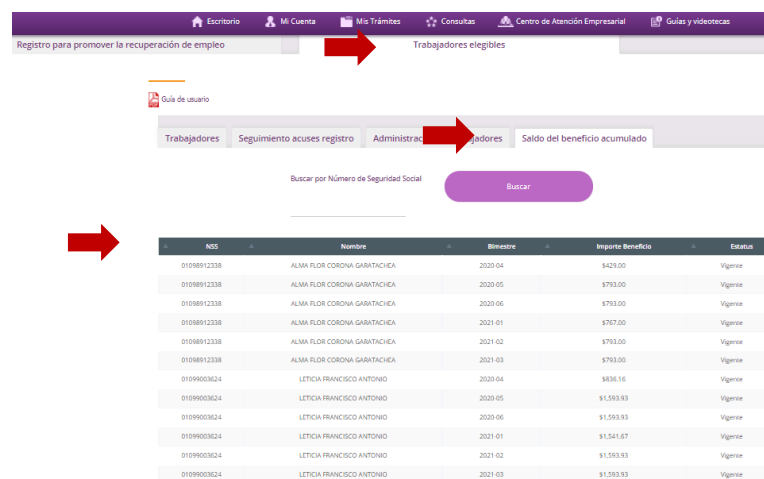 Escritorio Mi Cuenta Mis Trámites Consultas Centro de Atención Empresarial Guías y videotecas
Registro para promover la recuperación de empleo Trabajadores elegibles
Guía de usuario
Trabajadores Seguimiento acuses registro Saldo del beneficio acumulado
Buscar por Número de Seguridad Social Buscar
NSS Nombre Bimestre Importe Beneficio Estatus
01098912338 ALMA FLOR CORONA GARATACHEA 2020-04 $429.00 Vigente
01098912338 ALMA FLOR CORONA GARATACHEA 2020-05 $793.00 Vigente
01098912338 ALMA FLOR CORONA GARATACHEA 2020-06 $793.00 Vigente
01098912338 ALMA FLOR CORONA GARATACHEA 2021-01 $767.00 Vigente
01098912338 ALMA FLOR CORONA GARATACHEA 2021-02 $793.00 Vigente
01098912338 ALMA FLOR CORONA GARATACHEA 2021-03 $793.00 Vigente
01099003624 LETICIA FRANCISCO ANTONIO 2020-04 $836.16 Vigente
01099003624 LETICIA FRANCISCO ANTONIO 2020-05 $1,593.93 Vigente
01099003624 LETICIA FRANCISCO ANTONIO 2020-06 $1,593.93 Vigente
01099003624 LETICIA FRANCISCO ANTONIO 2021-01 $1,541.67 Vigente
01099003624 LETICIA FRANCISCO ANTONIO 2021-02 $1,593.93 Vigente
01099003624 LETICIA FRANCISCO ANTONIO 2021-03 $1,593.93 Vigente